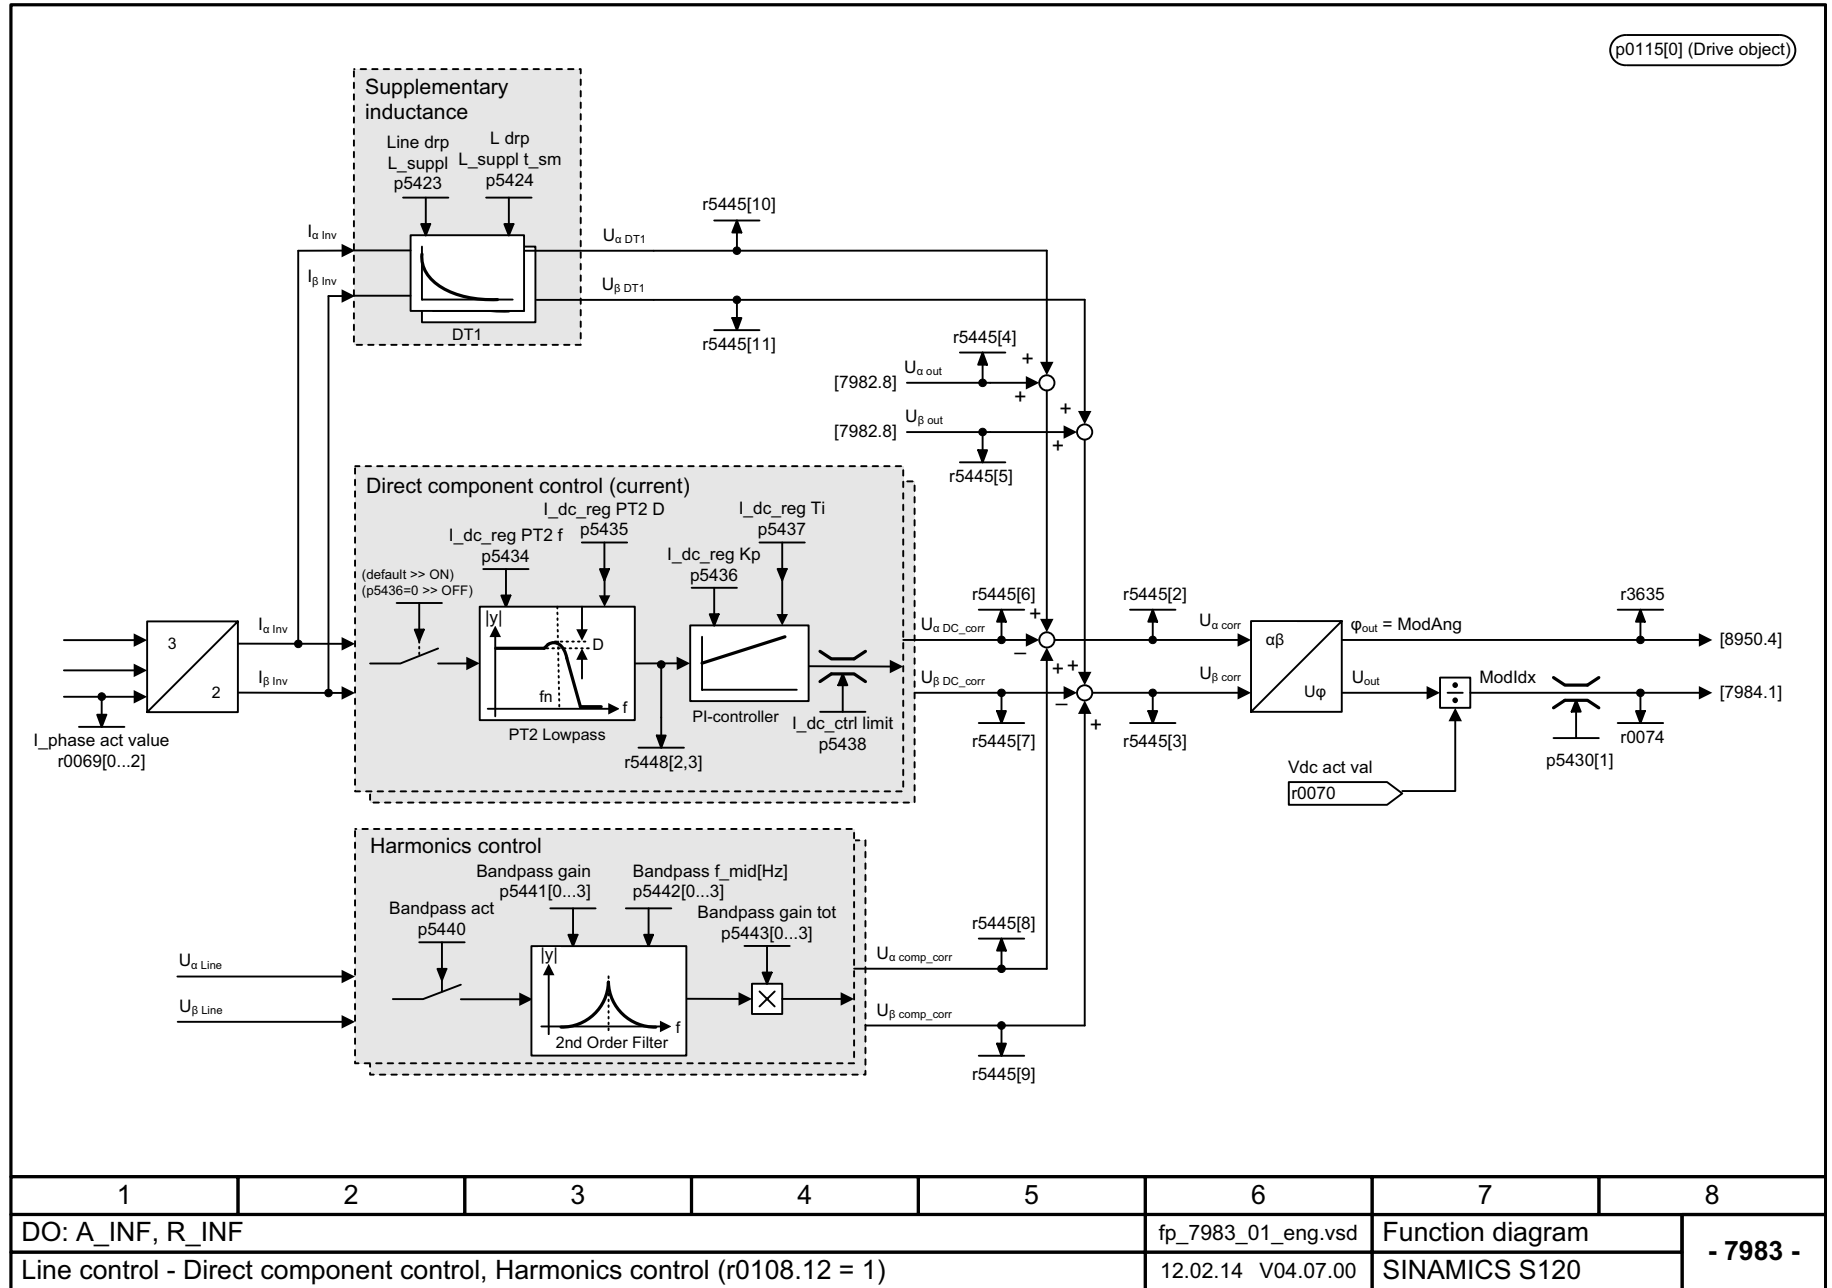 p0115[0] (Drive object)
Supplementary
inductance
Line drp
L_suppl
p5423
L drp
L_suppl t_sm
p5424
DT1
Iα Inv
Iβ Inv
Uα DT1
r5445[10]
Uβ DT1
r5445[11]
r5445[4]
[7982.8]
Uα out
+
+
[7982.8]
Uβ out
+
+
r5445[5]
Direct component control (current)
I_dc_reg PT2 f
p5434
I_dc_reg PT2 D
p5435
I_dc_reg Kp
p5436
I_dc_reg Ti
p5437
(default >> ON)
(p5436=0 >> OFF)
|y|
D
fn
f
PT2 Lowpass
r5448[2,3]
PI-controller
I_dc_ctrl limit
p5438
3
2
Iα Inv
Iβ Inv
I_phase act value
r0069[0...2]
r5445[6]
Uα DC_corr
+
–
+
Uβ DC_corr
+
–
+
r5445[7]
r5445[2]
Uα corr
Uβ corr
r5445[3]
αβ
Uφ
φout = ModAng
r3635
[8950.4]
Uout
÷
ModIdx
[7984.1]
r0074
p5430[1]
Vdc act val
r0070
Harmonics control
Bandpass act
p5440
Bandpass gain
p5441[0...3]
Bandpass f_mid[Hz]
p5442[0...3]
Bandpass gain tot
p5443[0...3]
|y|
f
2nd Order Filter
×
Uα Line
Uβ Line
r5445[8]
Uα comp_corr
Uβ comp_corr
r5445[9]
1 2 3 4 5 6 7 8
DO: A_INF, R_INF
fp_7983_01_eng.vsd
Function diagram
- 7983 -
Line control - Direct component control, Harmonics control (r0108.12 = 1)
12.02.14 V04.07.00
SINAMICS S120